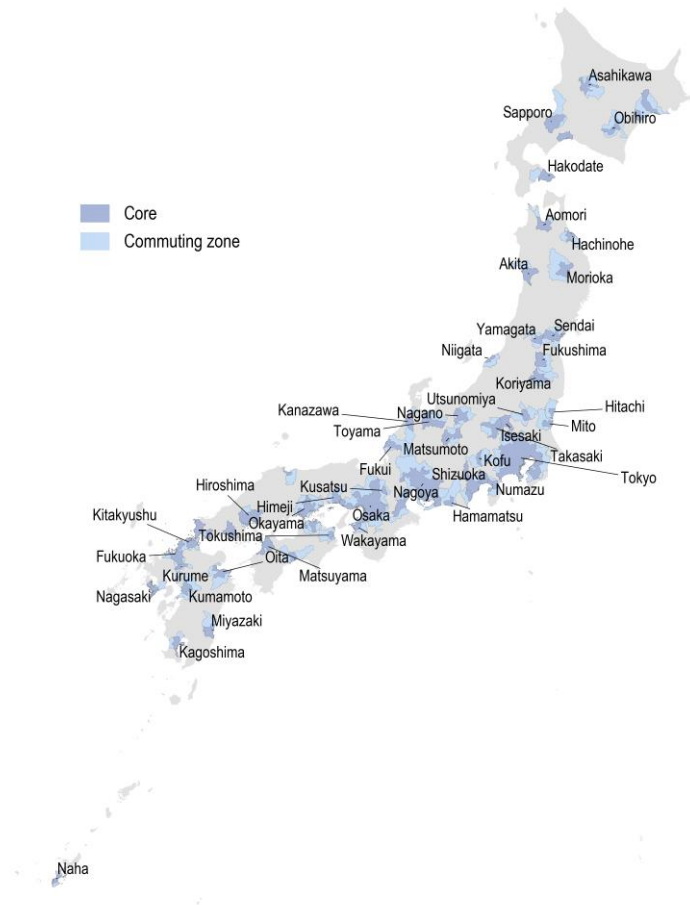 Asahikawa
Sapporo
Obihiro
Hakodate
Core
Aomori
Commuting zone
Hachinohe
Akita
Morioka
Yamagata
Sendai
Niigata
Fukushima
Koriyama
Utsunomiya
Kanazawa
Nagano
Hitachi
Toyama
Mito
Isesaki
Matsumoto
Takasaki
Fukui
Kofu
Shizuoka
Tokyo
Hiroshima
Kusatsu
Nagoya
Numazu
Himeji
Kitakyushu
Okayama
Osaka
Hamamatsu
Tokushima
Wakayama
Fukuoka
Oita
Kurume
Matsuyama
Nagasaki
Kumamoto
Miyazaki
Kagoshima
Naha